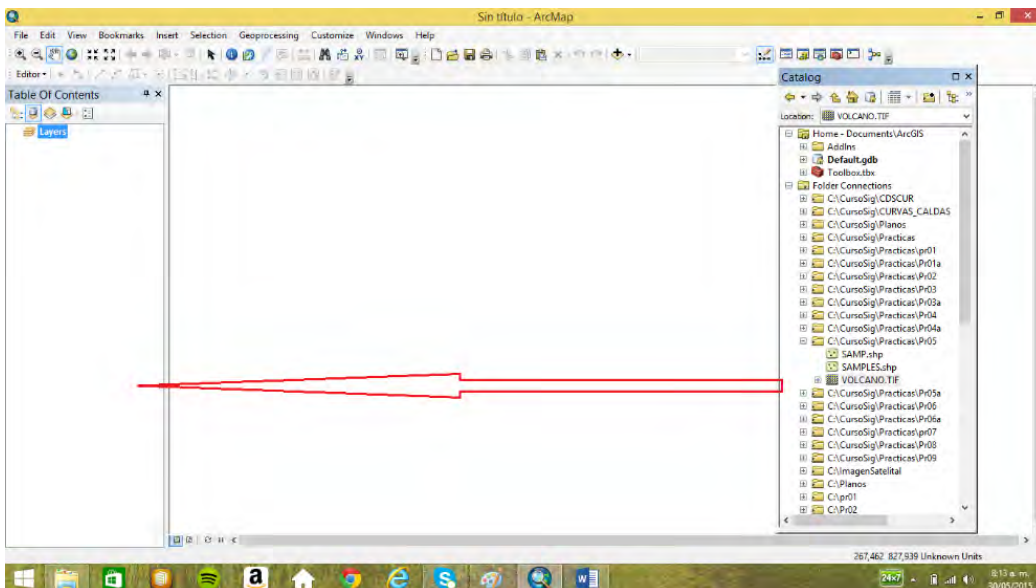 Sin título - ArcMap
File Edit View Bookmarks Insert Selection Geoprocessing Customize Windows Help
Editor
Table Of Contents
Layers
Catalog
Location: VOLCANO.TIF
Home - Documents\ArcGIS
AddIns
Default.gdb
Toolbox.tbx
Folder Connections
C:\CursoSig\CDSCUR
C:\CursoSig\CURVAS_CALDAS
C:\CursoSig\Planos
C:\CursoSig\Practicas
C:\CursoSig\Practicas\pr01
C:\CursoSig\Practicas\Pr01a
C:\CursoSig\Practicas\Pr02
C:\CursoSig\Practicas\Pr03
C:\CursoSig\Practicas\Pr03a
C:\CursoSig\Practicas\Pr04
C:\CursoSig\Practicas\Pr04a
C:\CursoSig\Practicas\Pr05
SAMP.shp
SAMPLES.shp
VOLCANO.TIF
C:\CursoSig\Practicas\Pr05a
C:\CursoSig\Practicas\Pr06
C:\CursoSig\Practicas\Pr06a
C:\CursoSig\Practicas\pr07
C:\CursoSig\Practicas\Pr08
C:\CursoSig\Practicas\Pr09
C:\ImagenSatelital
C:\Planos
C:\pr01
C:\Pr02
267,462 827,939 Unknown Units
24x7
8:13 a. m.